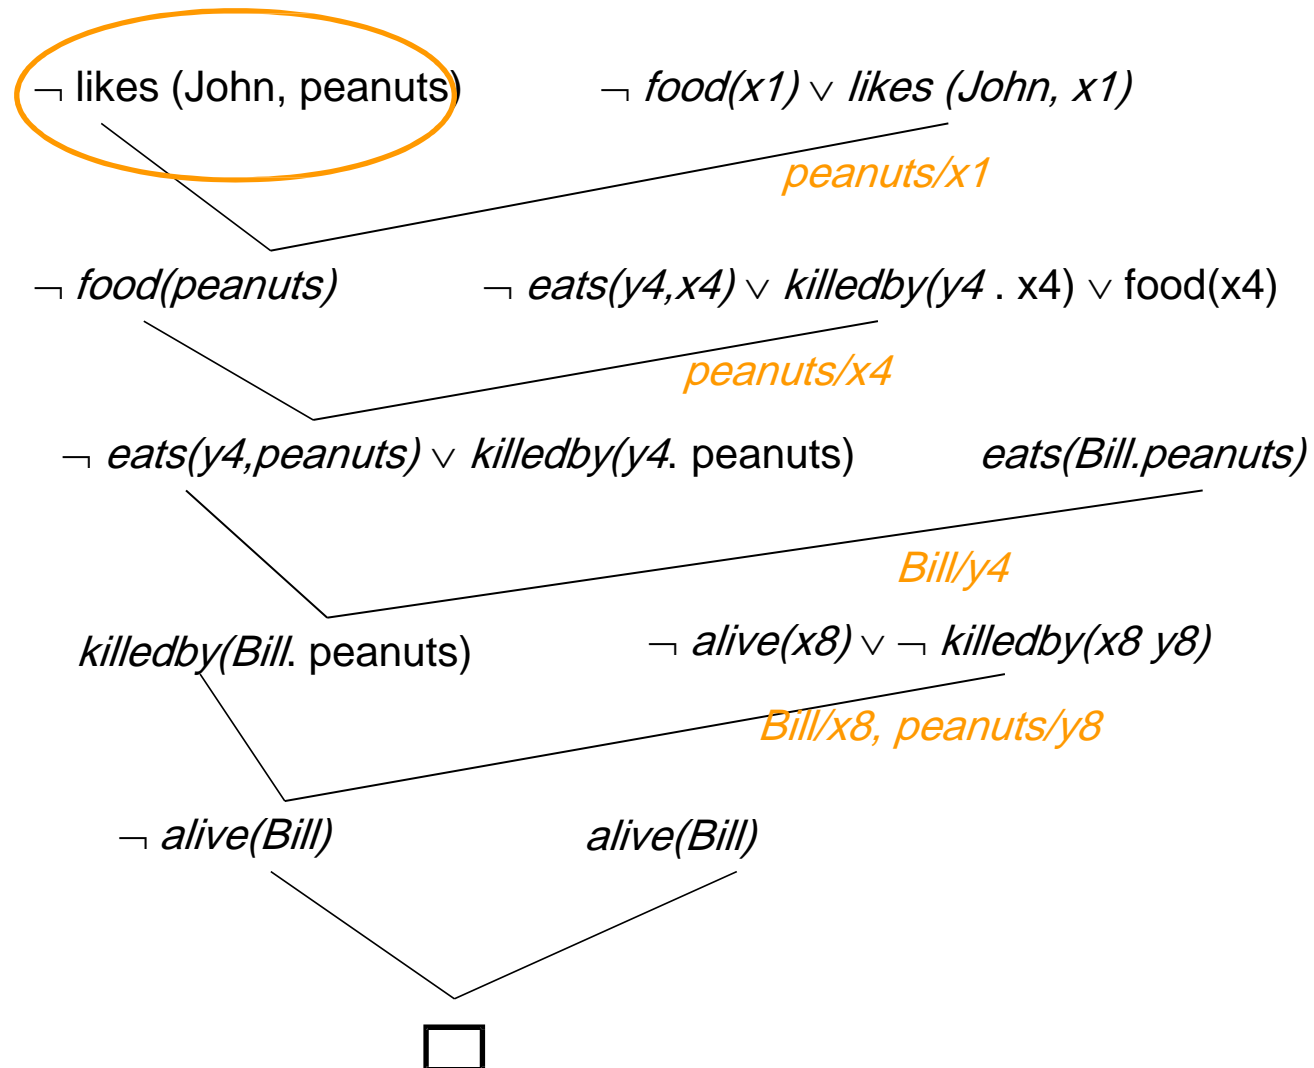 ¬ likes (John, peanuts) ¬ food(x1) ∨ likes (John, x1)
peanuts/x1
¬ food(peanuts) ¬ eats(y4,x4) ∨ killedby(y4 . x4) ∨ food(x4)
peanuts/x4
¬ eats(y4,peanuts) ∨ killedby(y4. peanuts) eats(Bill.peanuts)
Bill/y4
killedby(Bill. peanuts) ¬ alive(x8) ∨ ¬ killedby(x8 y8)
Bill/x8, peanuts/y8
¬ alive(Bill) alive(Bill)